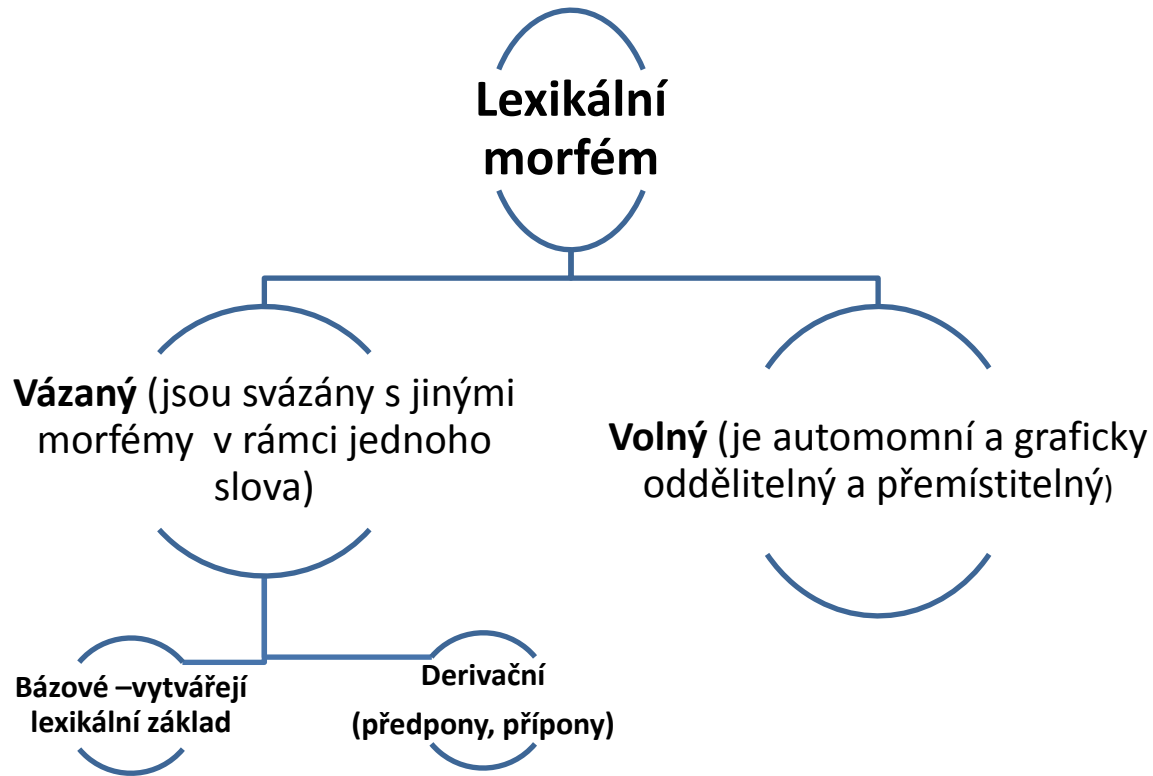 Lexikální
morfém
Vázaný (jsou svázány s jinými
morfémy v rámci jednoho
slova)
Volný (je automomní a graficky
oddělitelný a přemístitelný)
Bázové –vytvářejí
lexikální základ
Derivační
(předpony, přípony)